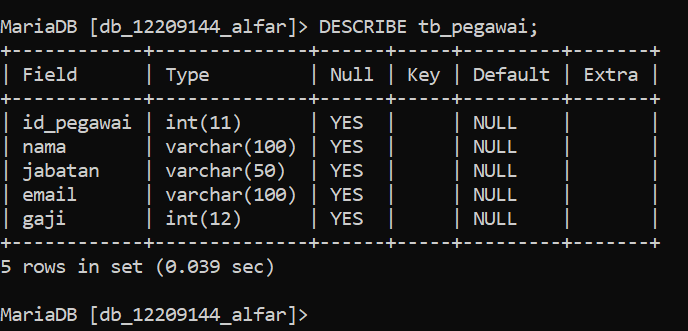 MariaDB [db_12209144_alfar]> DESCRIBE tb_pegawai;
+------------+--------------+------+-----+---------+-------+
| Field      | Type         | Null | Key | Default | Extra |
+------------+--------------+------+-----+---------+-------+
| id_pegawai | int(11)      | YES  |     | NULL    |       |
| nama       | varchar(100) | YES  |     | NULL    |       |
| jabatan    | varchar(50)  | YES  |     | NULL    |       |
| email      | varchar(100) | YES  |     | NULL    |       |
| gaji       | int(12)      | YES  |     | NULL    |       |
+------------+--------------+------+-----+---------+-------+
5 rows in set (0.039 sec)
MariaDB [db_12209144_alfar]>